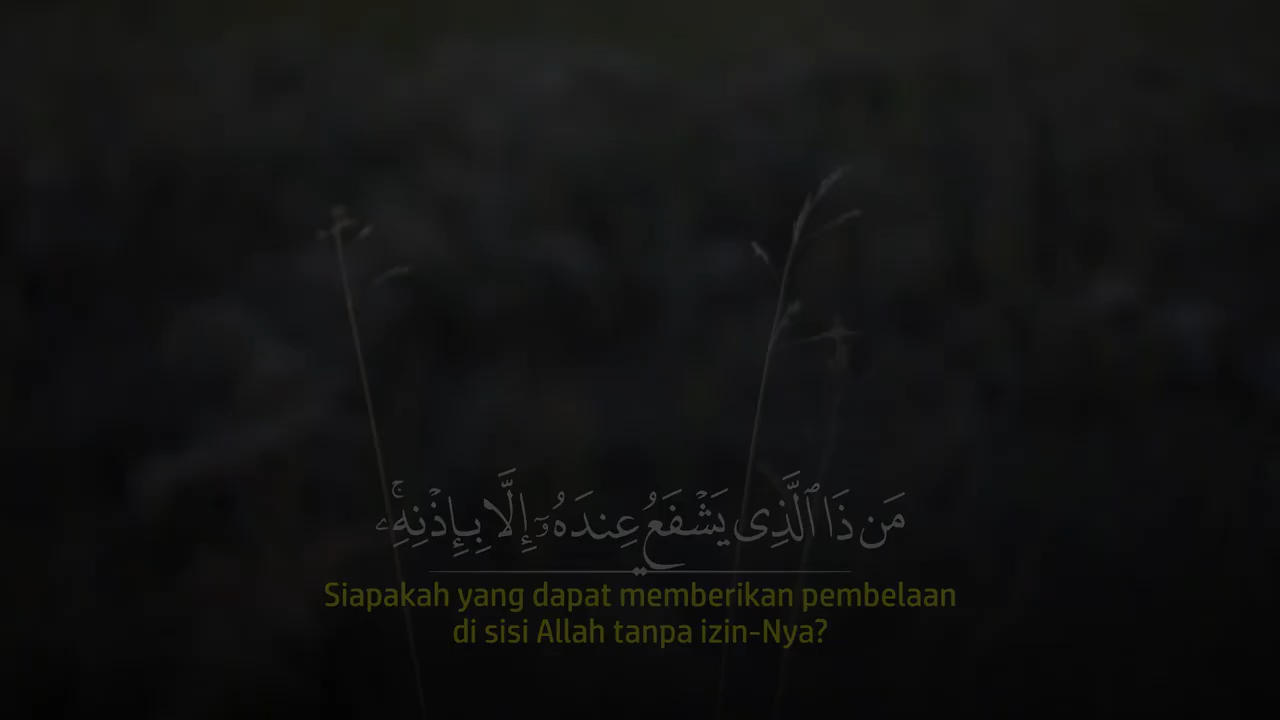 مَن ذَا ٱلَّذِى يَشْفَعُ عِندَهُۥٓ إِلَّا بِإِذْنِهِۦ ۚ
Siapakah yang dapat memberikan pembelaan
di sisi Allah tanpa izin-Nya?